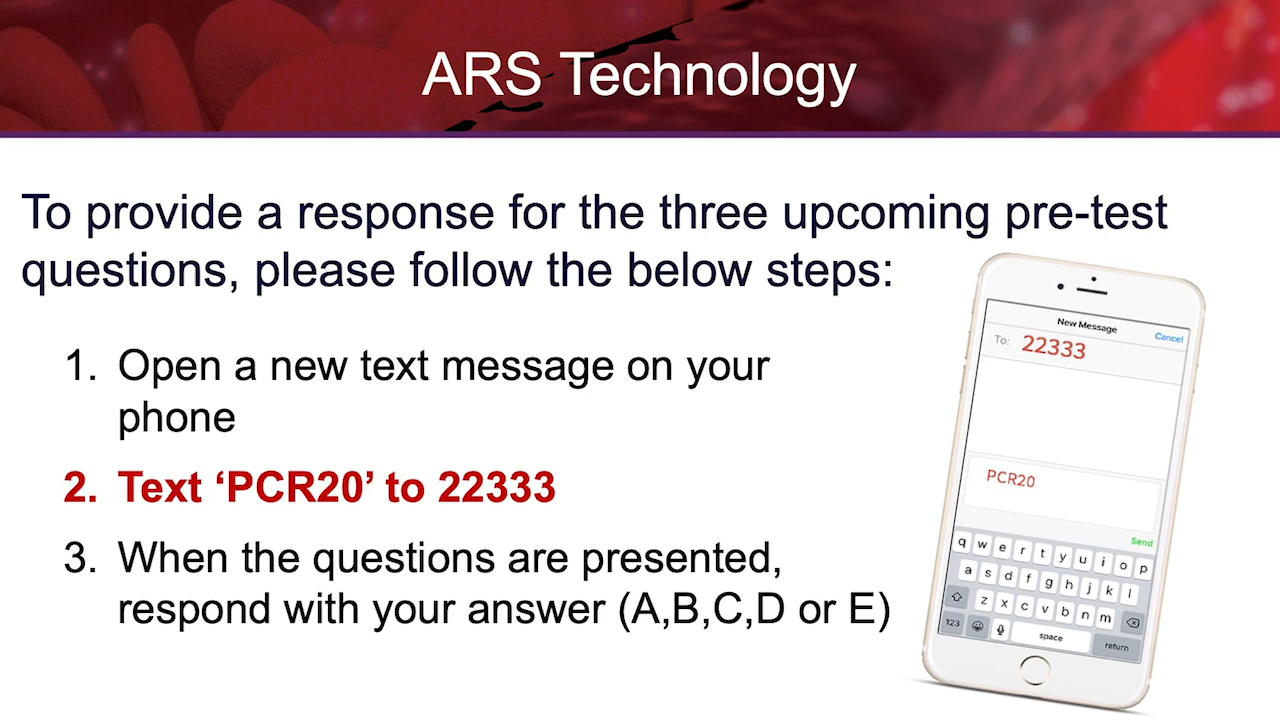 ARS Technology
To provide a response for the three upcoming pre-test
questions, please follow the below steps:
1. Open a new text message on your
phone
2. Text ‘PCR20’ to 22333
3. When the questions are presented,
respond with your answer (A,B,C,D or E)
New Message
Cancel
To: 22333
PCR20
Send
q w e r t y u i o p
a s d f g h j k l
z x c v b n m
123 space return